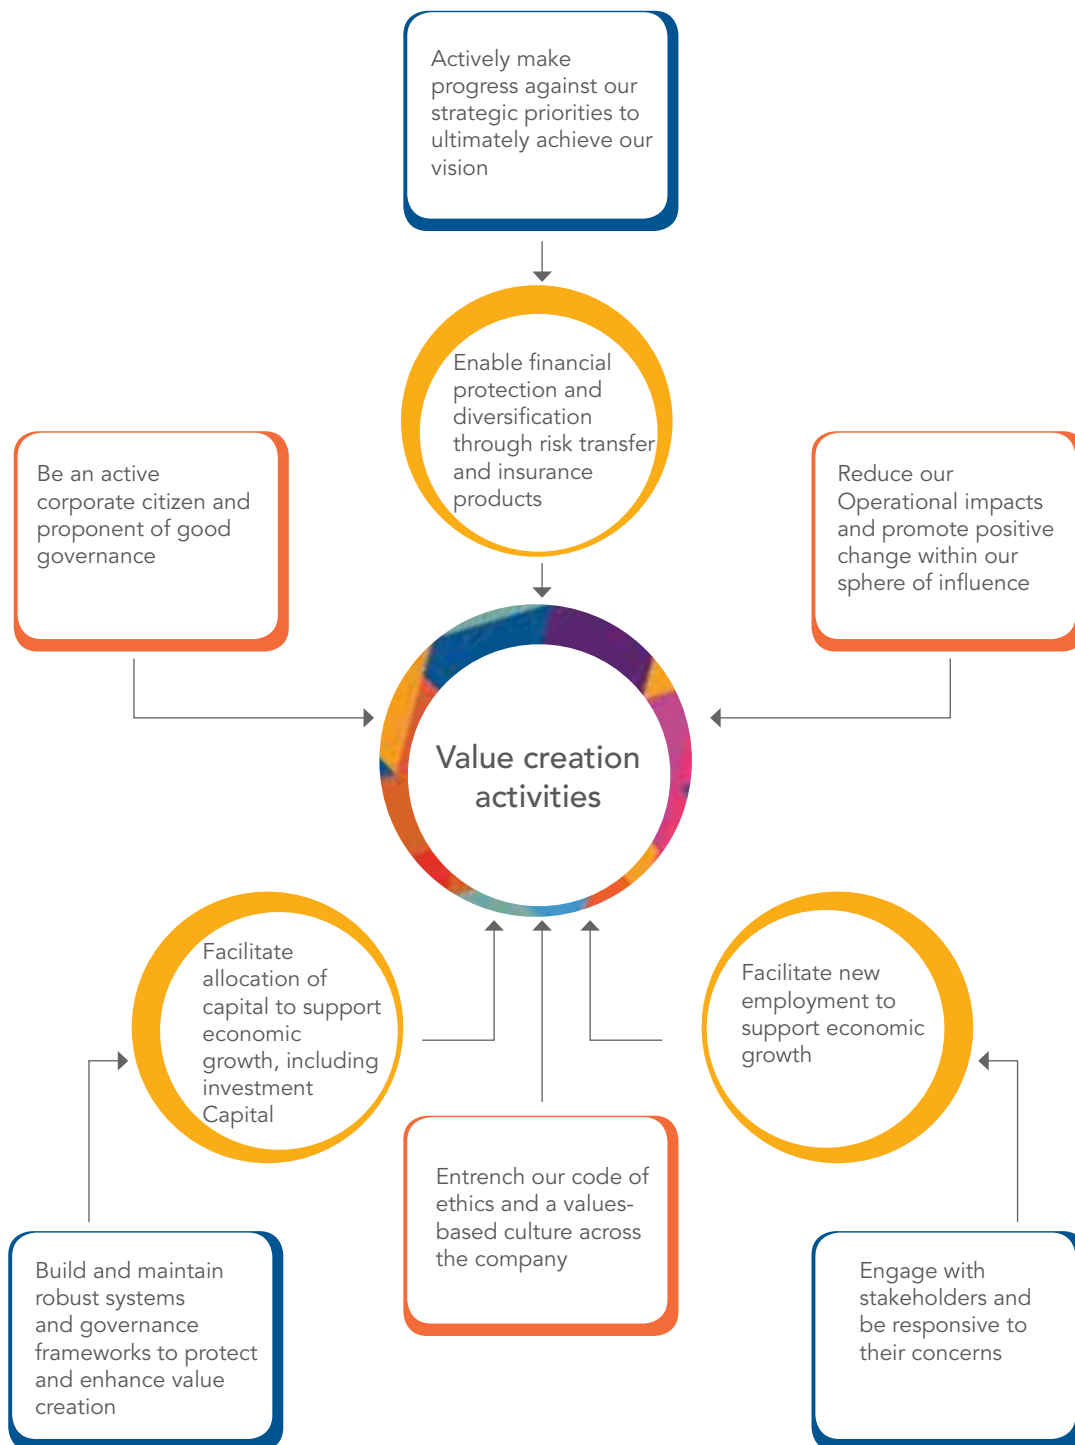 Actively make
progress against our
strategic priorities to
ultimately achieve our
vision
Enable financial
protection and
diversification
through risk transfer
and insurance
products
Be an active
corporate citizen and
proponent of good
governance
Reduce our
Operational impacts
and promote positive
change within our
sphere of influence
Value creation
activities
Facilitate
allocation of
capital to support
economic
growth, including
investment
Capital
Facilitate new
employment to
support economic
growth
Entrench our code of
ethics and a values-
based culture across
the company
Build and maintain
robust systems
and governance
frameworks to protect
and enhance value
creation
Engage with
stakeholders and
be responsive to
their concerns